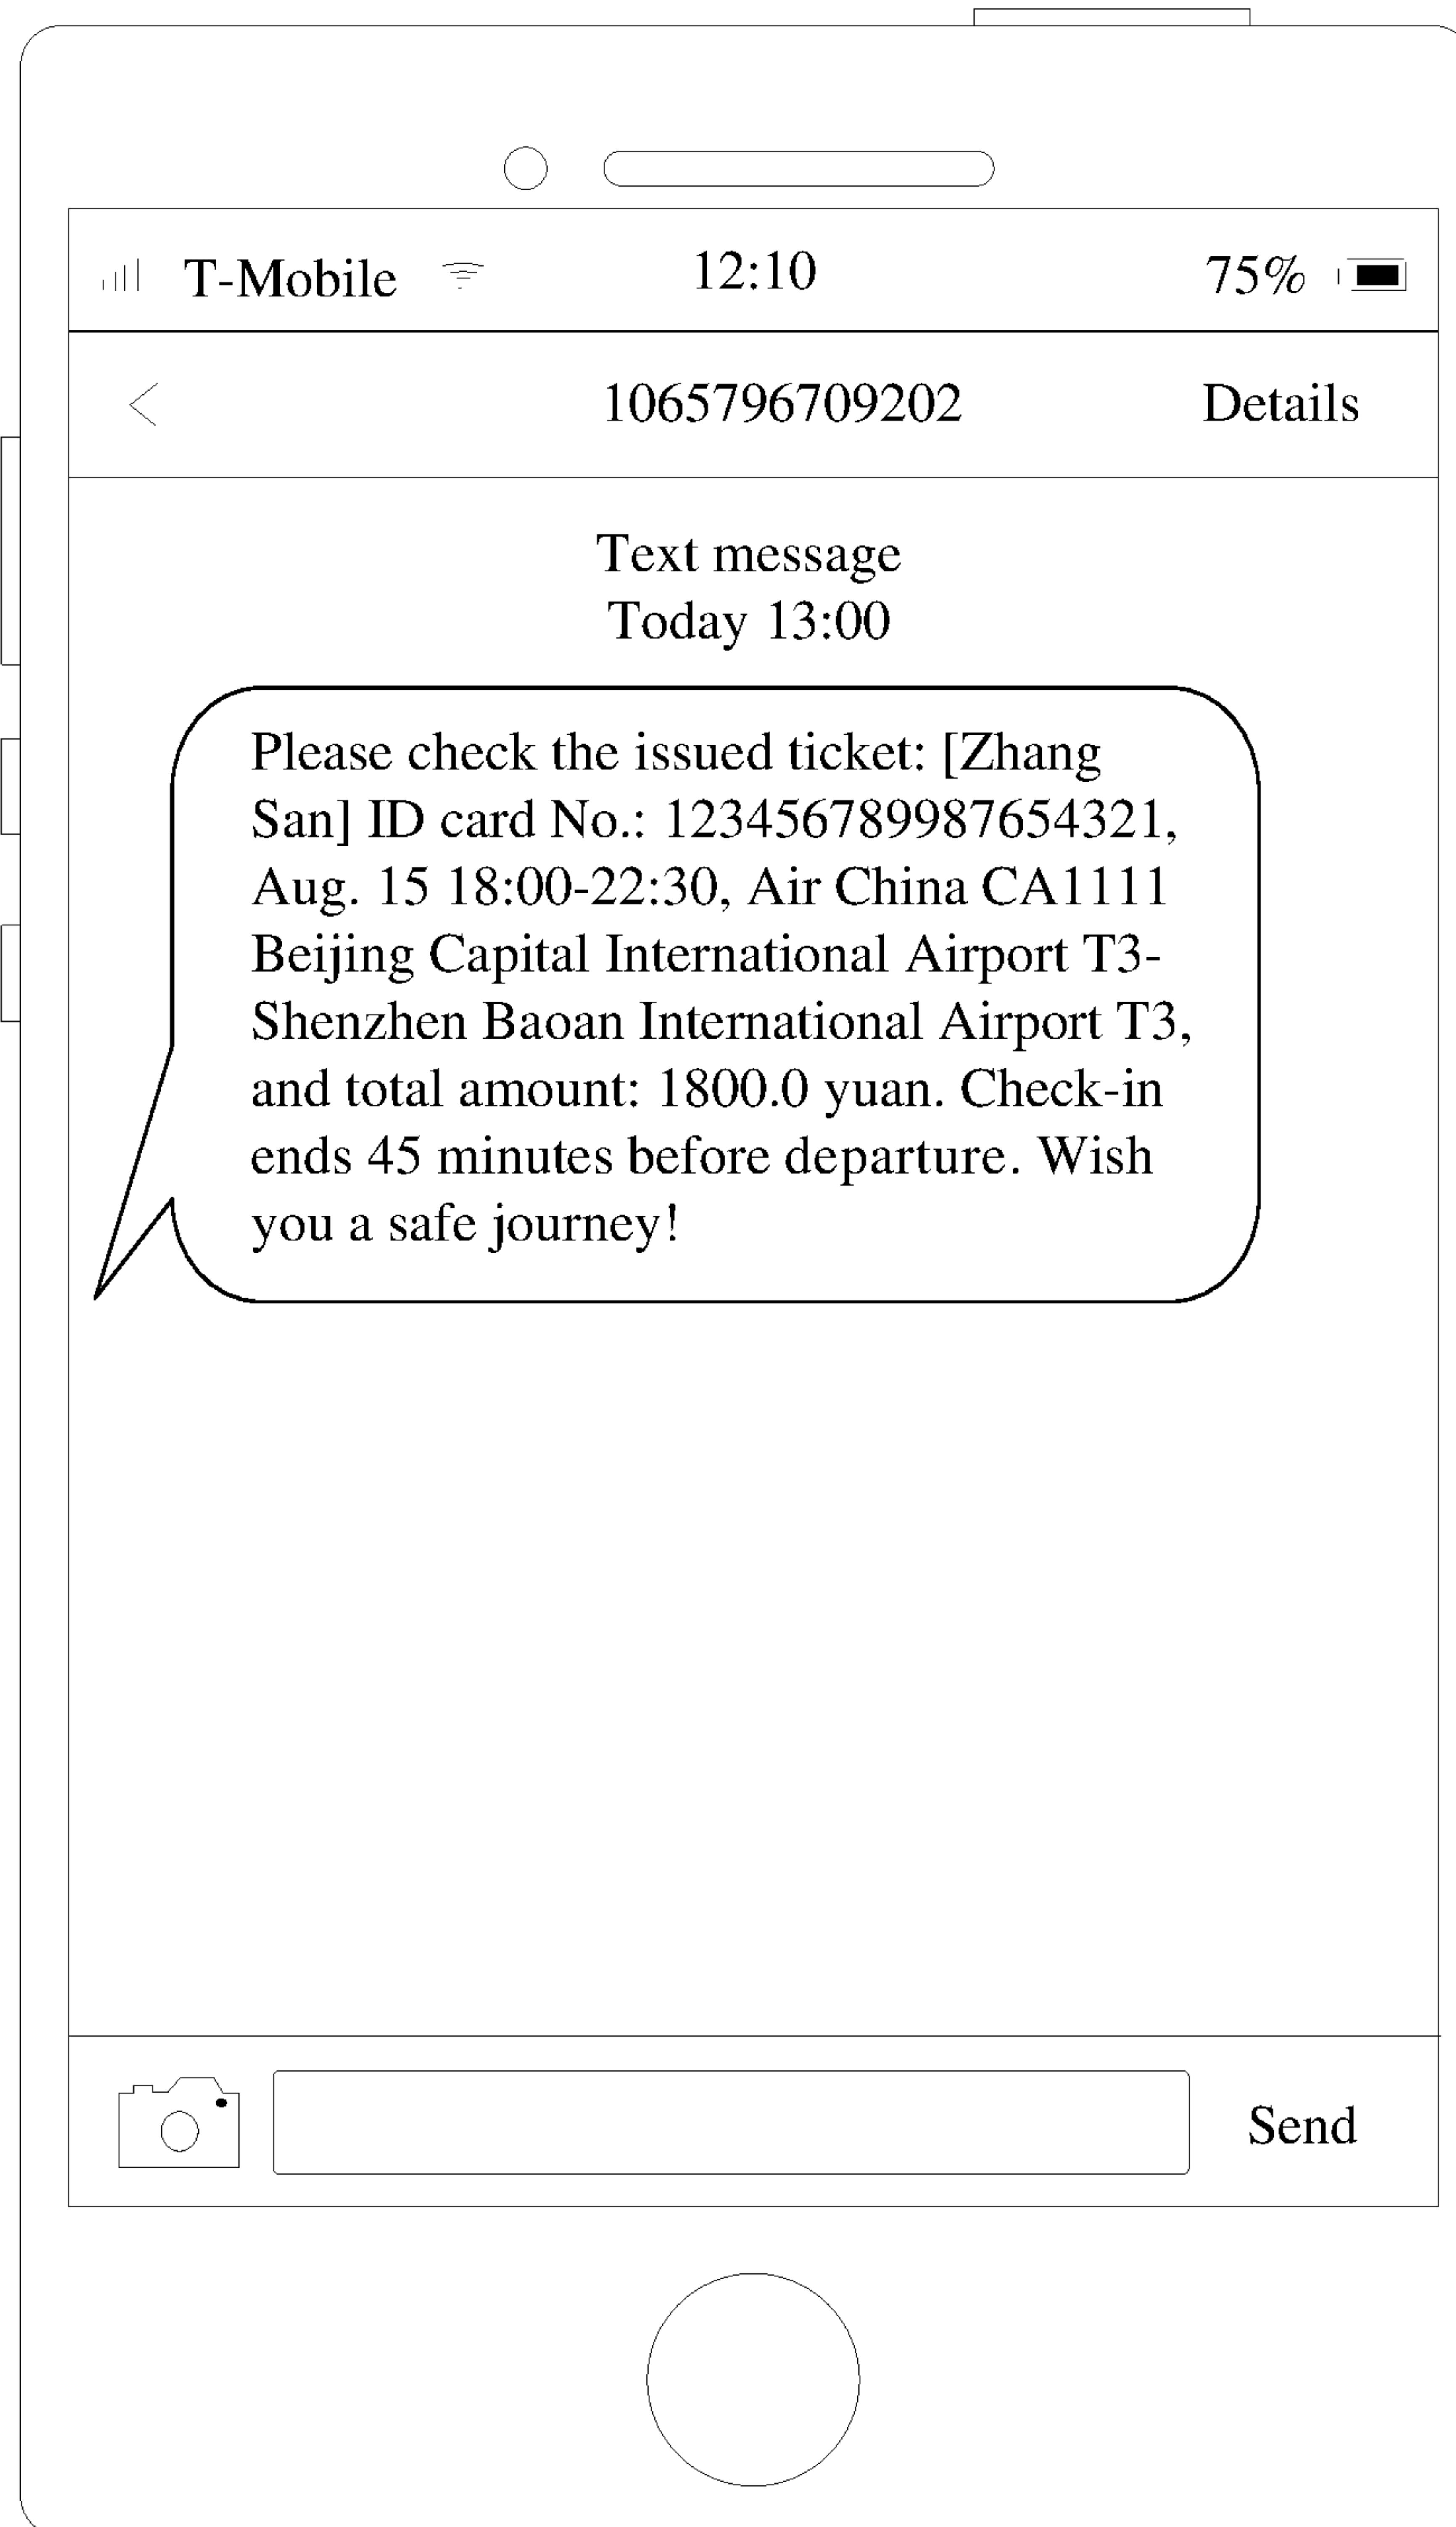 T-Mobile 12:10 75%
1065796709202 Details
Text message
Today 13:00
Please check the issued ticket: [Zhang
San] ID card No.: 123456789987654321,
Aug. 15 18:00-22:30, Air China CA1111
Beijing Capital International Airport T3-
Shenzhen Baoan International Airport T3,
and total amount: 1800.0 yuan. Check-in
ends 45 minutes before departure. Wish
you a safe journey!
Send